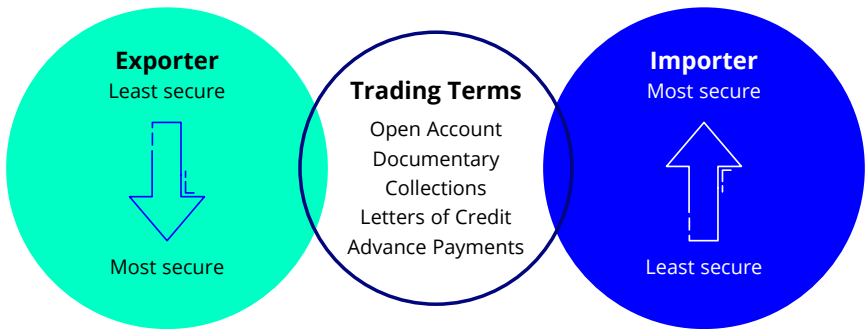 Exporter
Least secure
Most secure
Trading Terms
Open Account
Documentary
Collections
Letters of Credit
Advance Payments
Importer
Most secure
Least secure